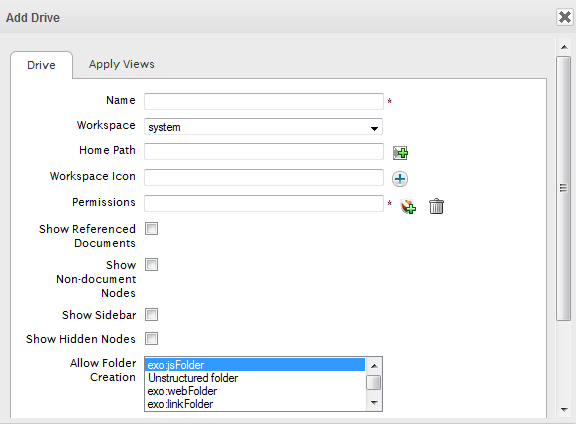 Add Drive
Drive
Apply Views
Name
*
Workspace
system
Home Path
Workspace Icon
Permissions
*
Show Referenced
Documents
Show
Non-document
Nodes
Show Sidebar
Show Hidden Nodes
Allow Folder
Creation
exo:jsFolder
Unstructured folder
exo:webFolder
exo:linkFolder